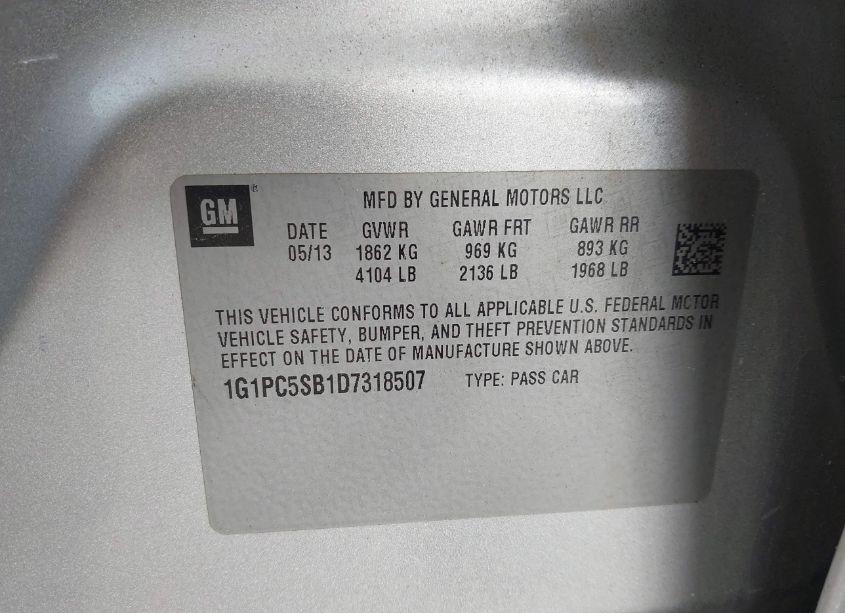 GM
®
MFD BY GENERAL MOTORS LLC
DATE GVWR GAWR FRT GAWR RR
05/13 1862 KG 969 KG 893 KG
4104 LB 2136 LB 1968 LB
THIS VEHICLE CONFORMS TO ALL APPLICABLE U.S. FEDERAL MOTOR
VEHICLE SAFETY, BUMPER, AND THEFT PREVENTION STANDARDS IN
EFFECT ON THE DATE OF MANUFACTURE SHOWN ABOVE.
1G1PC5SB1D7318507 TYPE: PASS CAR